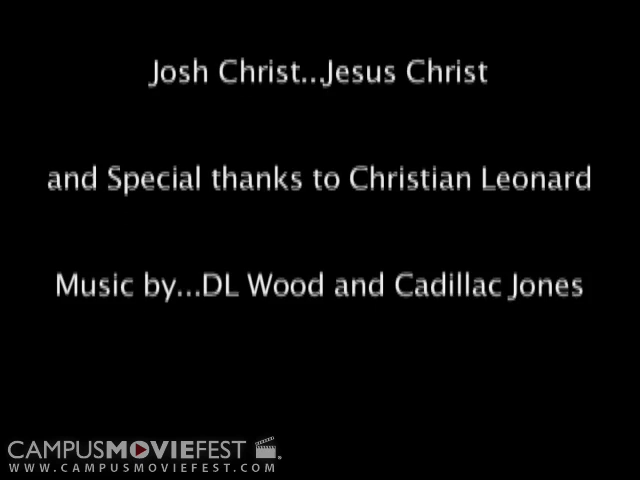 Josh Christ...Jesus Christ
and Special thanks to Christian Leonard
Music by...DL Wood and Cadillac Jones
CAMPUSMOVIEFEST
WWW.CAMPUSMOVIEFEST.COM